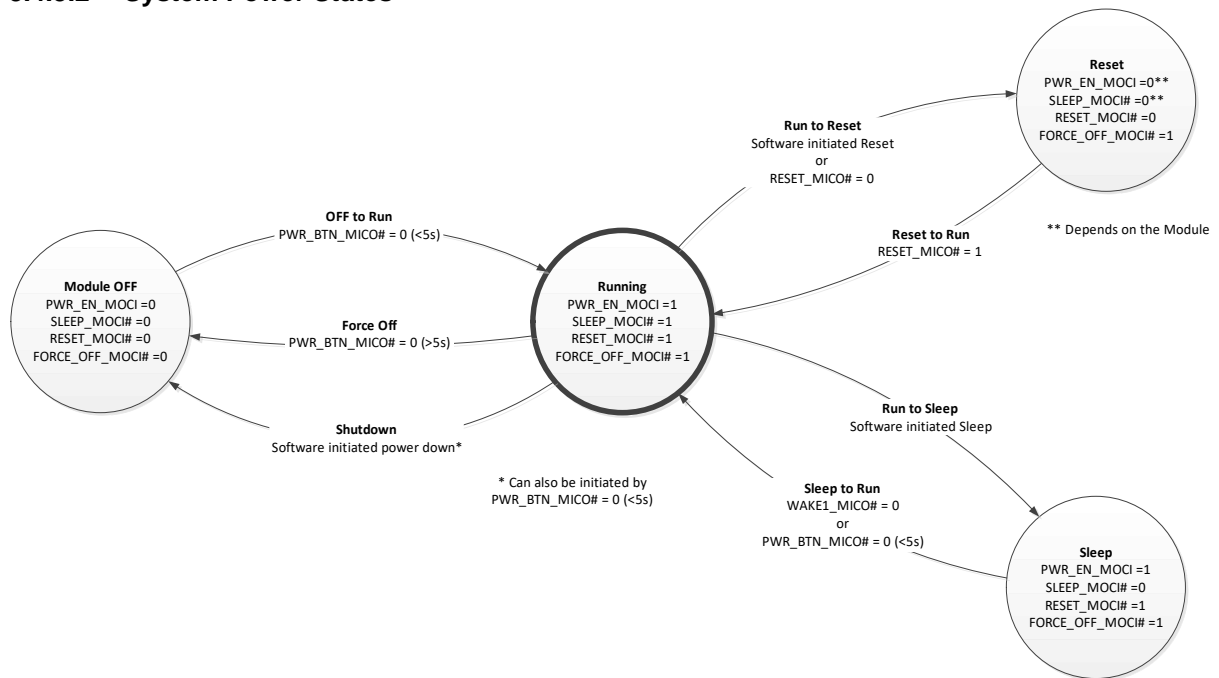 System Power States
Reset
PWR_EN_MOCI =0**
SLEEP_MOCI# =0**
RESET_MOCI# =0
FORCE_OFF_MOCI# =1
Run to Reset
Software initiated Reset
or
RESET_MICO# = 0
OFF to Run
PWR_BTN_MICO# = 0 (<5s)
Reset to Run
RESET_MICO# = 1
** Depends on the Module
Module OFF
PWR_EN_MOCI =0
SLEEP_MOCI# =0
RESET_MOCI# =0
FORCE_OFF_MOCI# =0
Running
PWR_EN_MOCI =1
SLEEP_MOCI# =1
RESET_MOCI# =1
FORCE_OFF_MOCI# =1
Force Off
PWR_BTN_MICO# = 0 (>5s)
Shutdown
Software initiated power down*
Run to Sleep
Software initiated Sleep
* Can also be initiated by
PWR_BTN_MICO# = 0 (<5s)
Sleep to Run
WAKE1_MICO# = 0
or
PWR_BTN_MICO# = 0 (<5s)
Sleep
PWR_EN_MOCI =1
SLEEP_MOCI# =0
RESET_MOCI# =1
FORCE_OFF_MOCI# =1